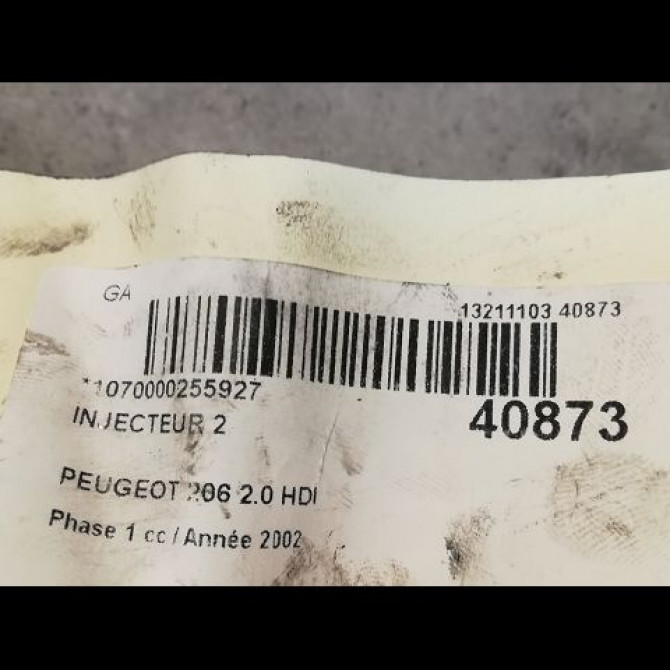 GA
13211103 40873
*1070000255927
40873
INJECTEUR 2
PEUGEOT 206 2.0 HDI
Phase 1 cc / Année 2002